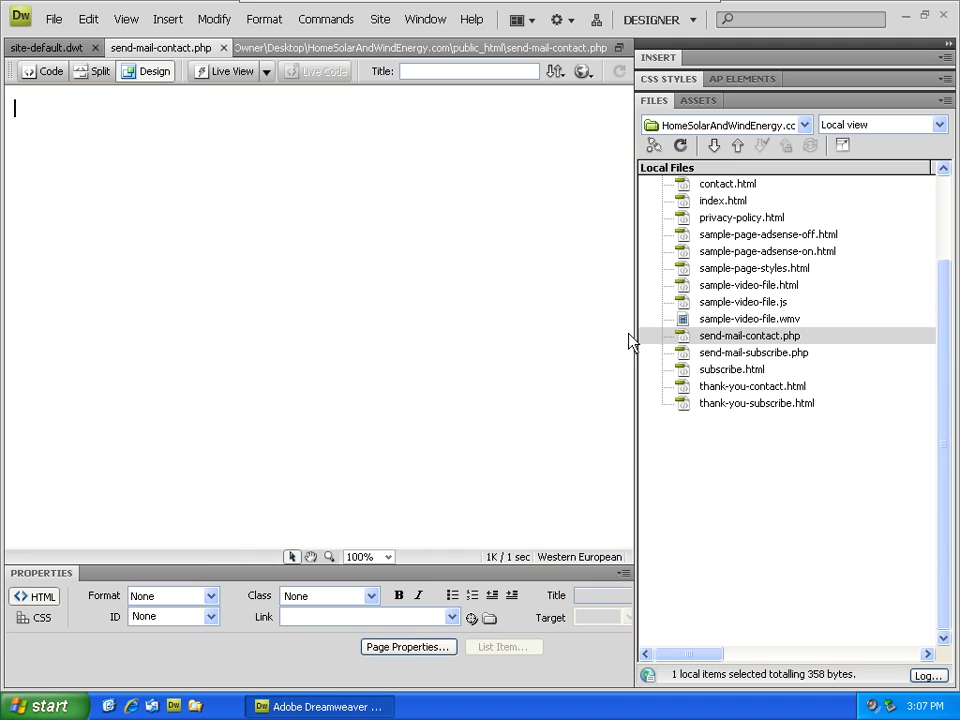 Dw File Edit View Insert Modify Format Commands Site Window Help DESIGNER
site-default.dwt send-mail-contact.php Owner\Desktop\HomeSolarAndWindEnergy.com\public_html\send-mail-contact.php
Code Split Design Live View Live Code Title:
INSERT
CSS STYLES AP ELEMENTS
FILES ASSETS
HomeSolarAndWindEnergy.cc Local view
Local Files
contact.html
index.html
privacy-policy.html
sample-page-adsense-off.html
sample-page-adsense-on.html
sample-page-styles.html
sample-video-file.html
sample-video-file.js
sample-video-file.wmv
send-mail-contact.php
send-mail-subscribe.php
subscribe.html
thank-you-contact.html
thank-you-subscribe.html
100% 1K / 1 sec Western European
PROPERTIES
HTML Format None Class None B I Title
CSS ID None Link Target
Page Properties... List Item...
1 local items selected totalling 358 bytes. Log...
start Dw Dw Adobe Dreamweaver ... 3:07 PM